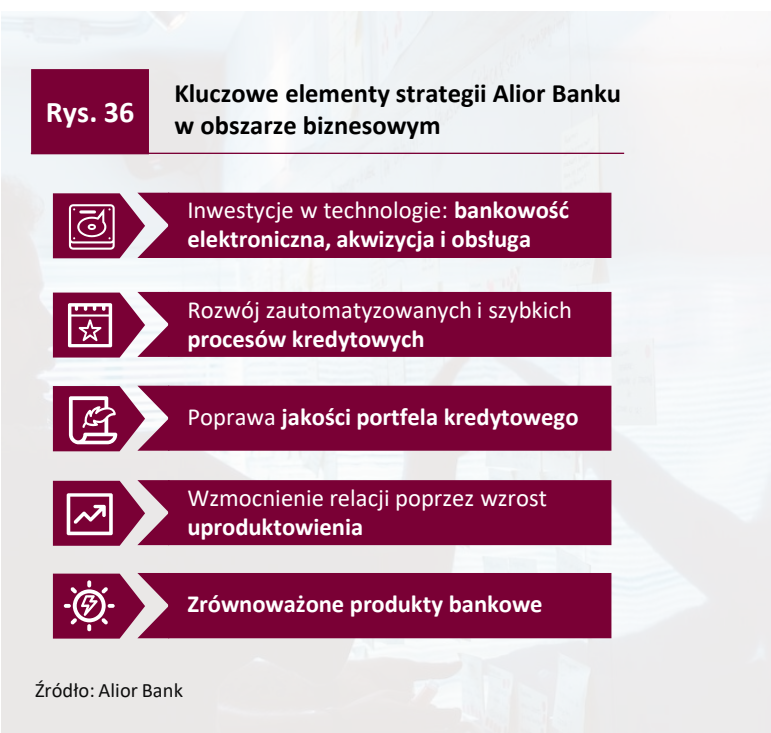 Rys. 36
Kluczowe elementy strategii Alior Banku
w obszarze biznesowym
Inwestycje w technologie: bankowość
elektroniczna, akwizycja i obsługa
Rozwój zautomatyzowanych i szybkich
procesów kredytowych
Poprawa jakości portfela kredytowego
Wzmocnienie relacji poprzez wzrost
uproduktowienia
Zrównoważone produkty bankowe
Źródło: Alior Bank